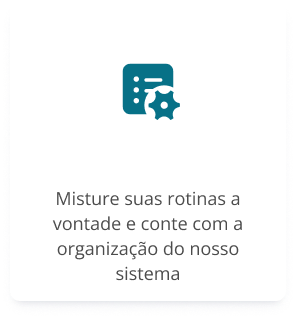 Misture suas rotinas a
vontade e conte com a
organização do nosso
sistema